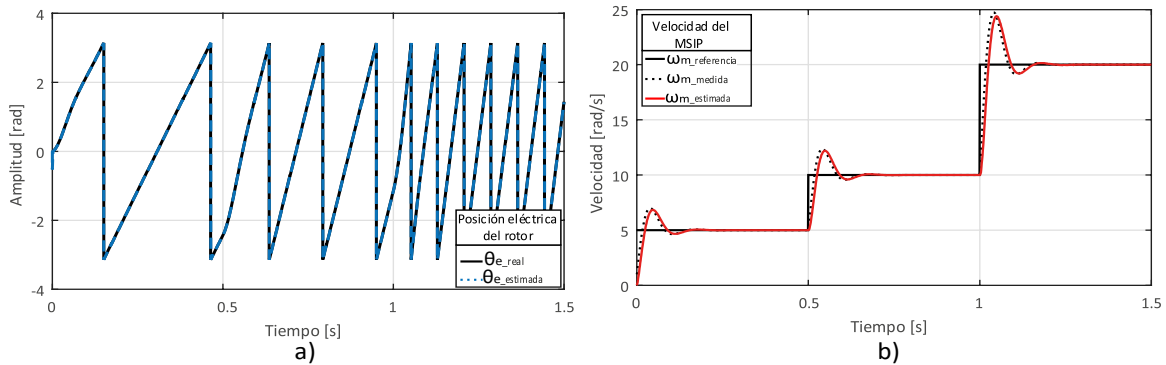 4
2
0
-2
-4
Amplitud [rad]
0
0.5
1
1.5
Tiempo [s]
Posición eléctrica
del rotor
θe_real
θe_estimada
a)
25
20
15
10
5
0
Velocidad [rad/s]
0
0.5
1
1.5
Tiempo [s]
Velocidad del
MSIP
ωm_referencia
ωm_medida
ωm_estimada
b)